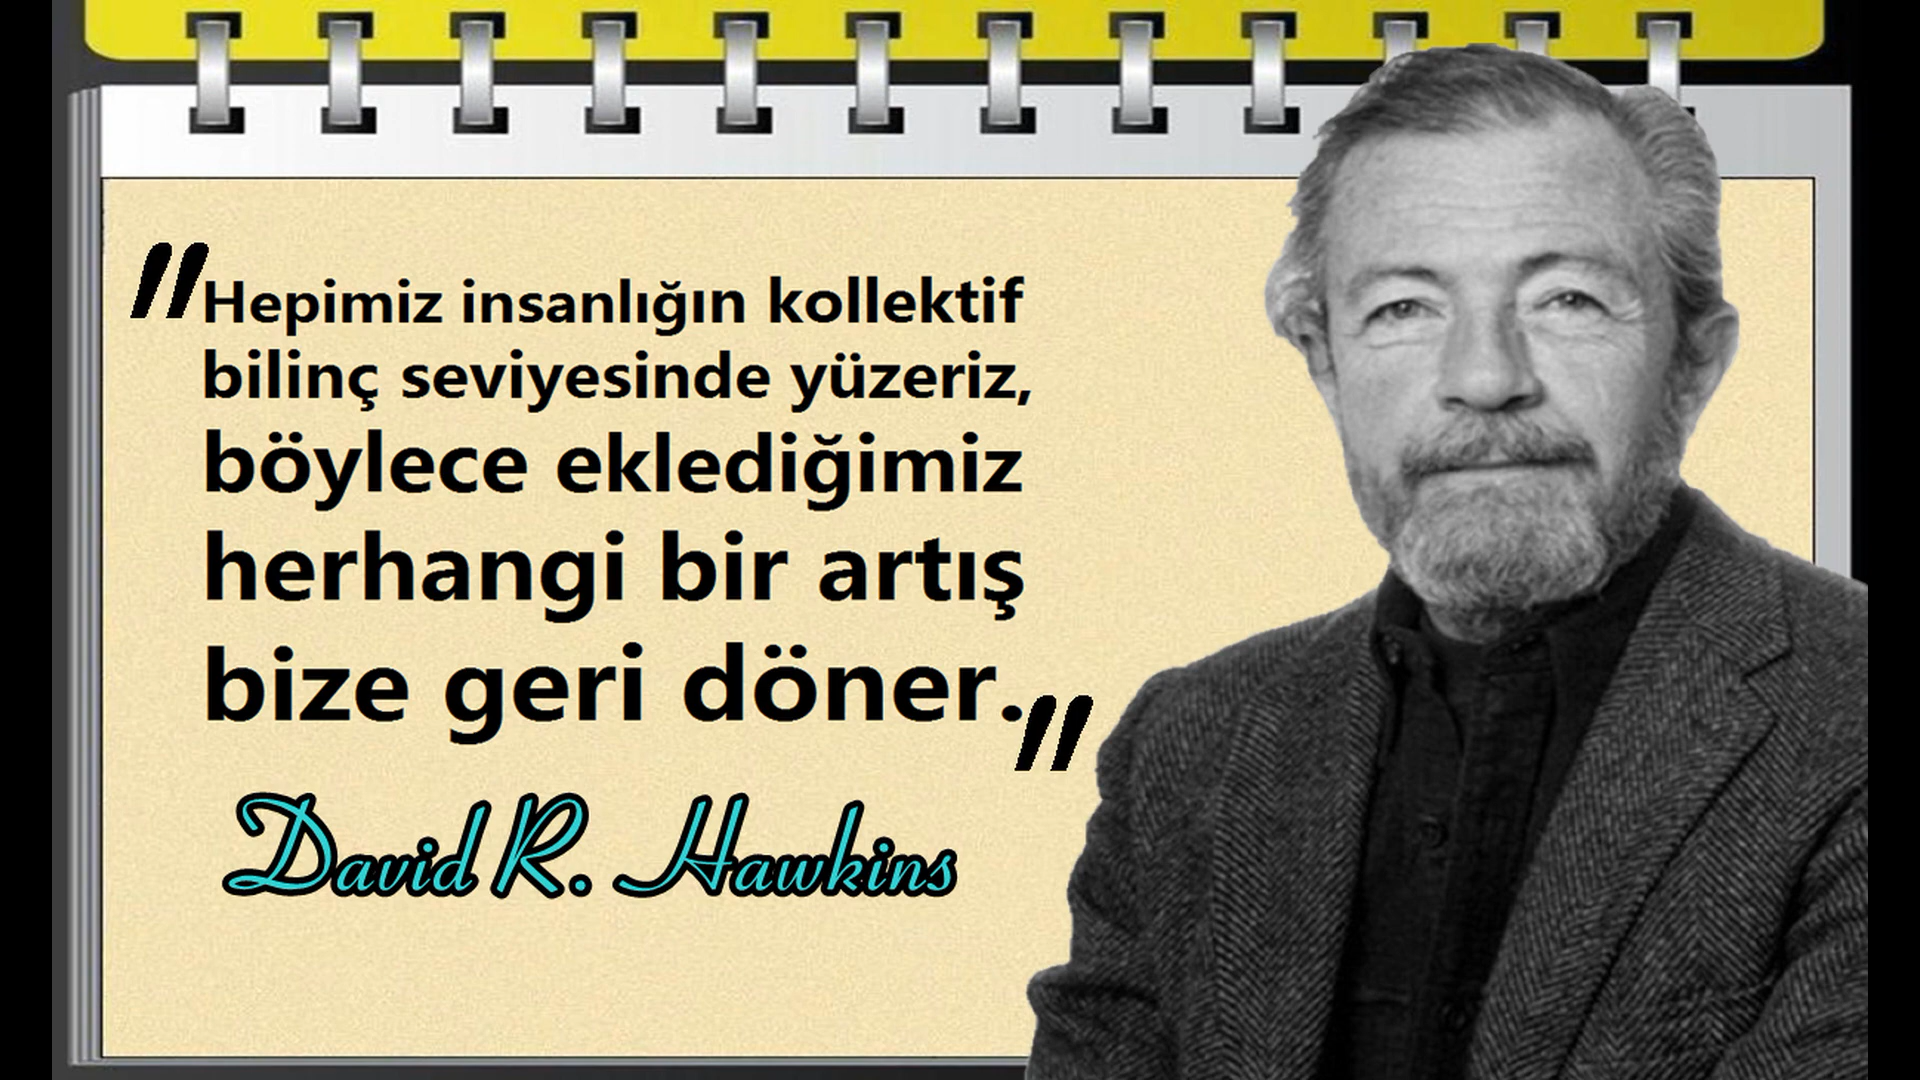 "Hepimiz insanlığın kollektif
bilinç seviyesinde yüzeriz,
böylece eklediğimiz
herhangi bir artış
bize geri döner."
David R. Hawkins